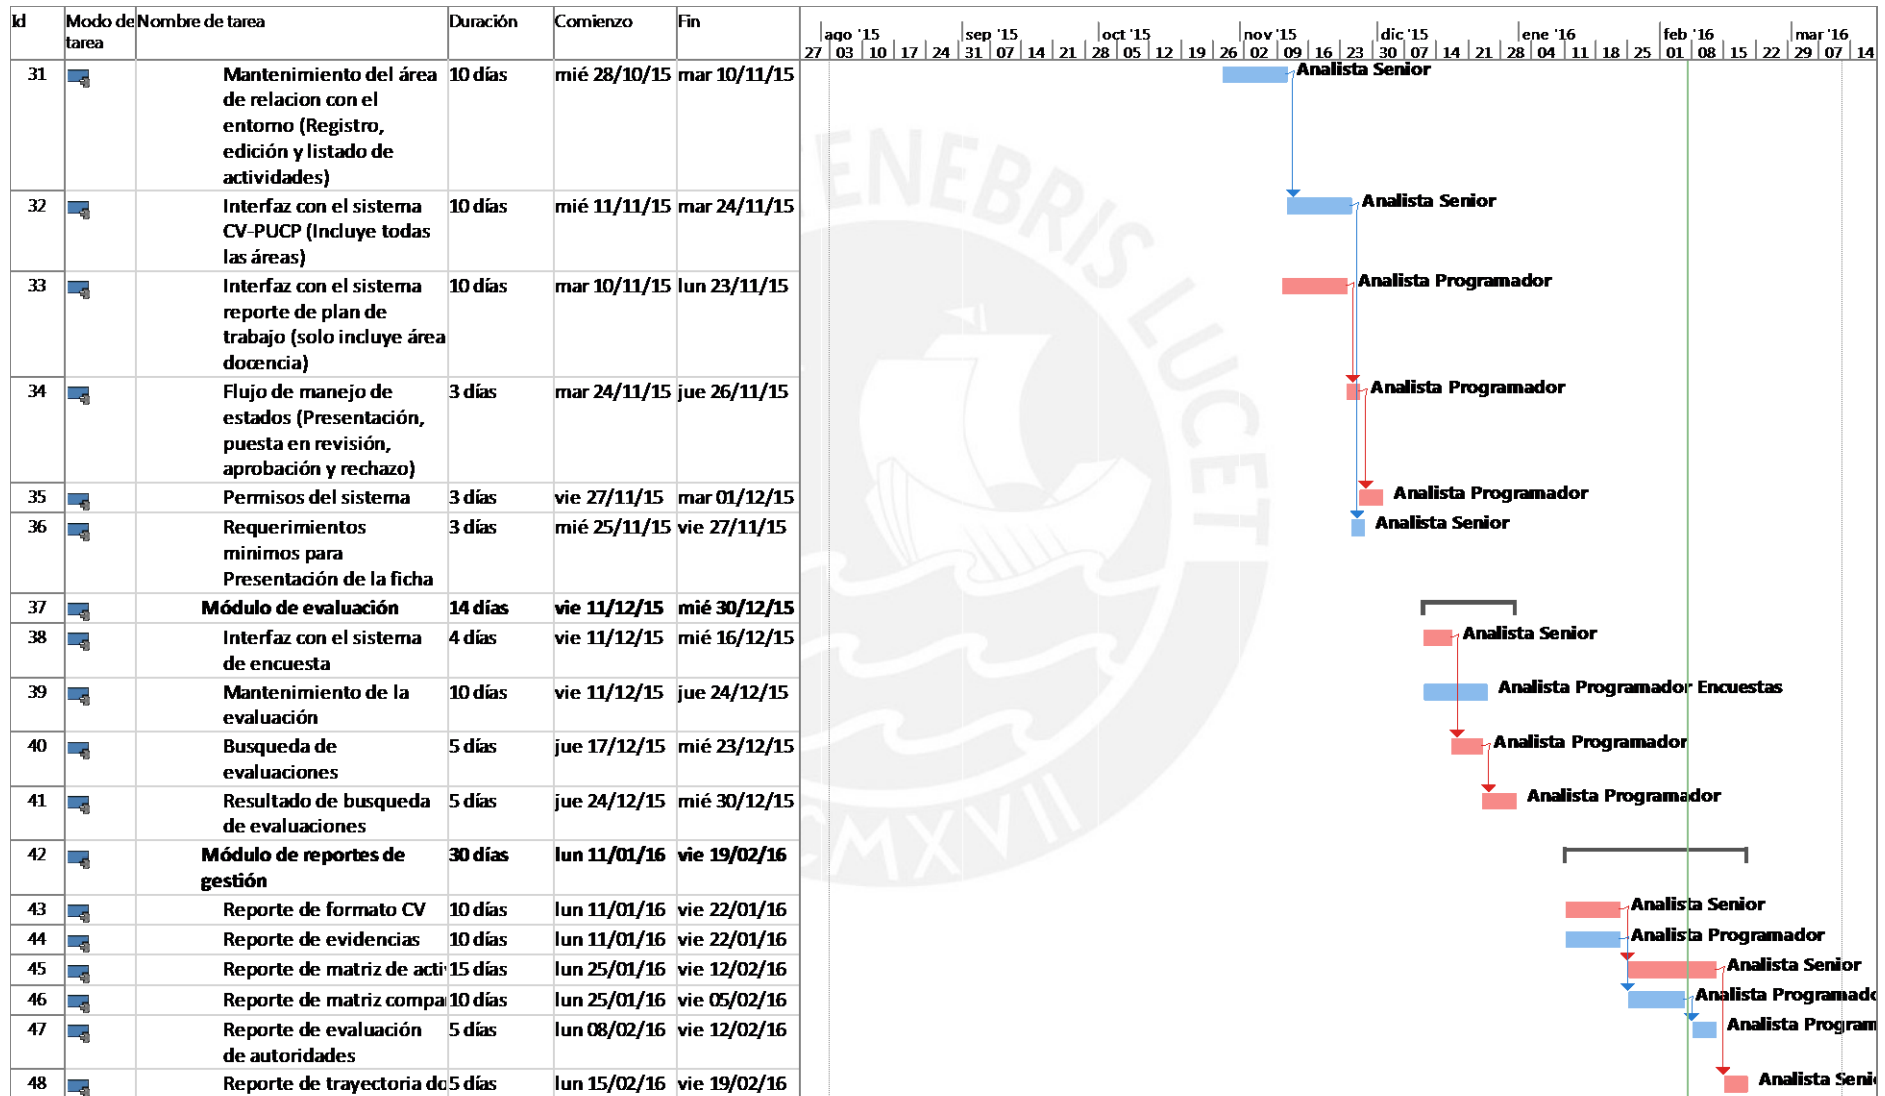 Id
Modo de tarea
Nombre de tarea
Duración
Comienzo
Fin
ago '15
sep '15
oct '15
nov '15
dic '15
ene '16
feb '16
mar '16
27 03 10 17 24 31 07 14 21 28 05 12 19 26 02 09 16 23 30 07 14 21 28 04 11 18 25 01 08 15 22 29 07 14
31
Mantenimiento del área
de relacion con el
entorno (Registro,
edición y listado de
actividades)
10 días
mié 28/10/15
mar 10/11/15
Analista Senior
32
Interfaz con el sistema
CV-PUCP (Incluye todas
las áreas)
10 días
mié 11/11/15
mar 24/11/15
Analista Senior
33
Interfaz con el sistema
reporte de plan de
trabajo (solo incluye área
docencia)
10 días
mar 10/11/15
lun 23/11/15
Analista Programador
34
Flujo de manejo de
estados (Presentación,
puesta en revisión,
aprobación y rechazo)
3 días
mar 24/11/15
jue 26/11/15
Analista Programador
35
Permisos del sistema
3 días
vie 27/11/15
mar 01/12/15
Analista Programador
36
Requerimientos
minimos para
Presentación de la ficha
3 días
mié 25/11/15
vie 27/11/15
Analista Senior
37
Módulo de evaluación
14 días
vie 11/12/15
mié 30/12/15
38
Interfaz con el sistema
de encuesta
4 días
vie 11/12/15
mié 16/12/15
Analista Senior
39
Mantenimiento de la
evaluación
10 días
vie 11/12/15
jue 24/12/15
Analista Programador Encuestas
40
Busqueda de
evaluaciones
5 días
jue 17/12/15
mié 23/12/15
Analista Programador
41
Resultado de busqueda
de evaluaciones
5 días
jue 24/12/15
mié 30/12/15
Analista Programador
42
Módulo de reportes de
gestión
30 días
lun 11/01/16
vie 19/02/16
43
Reporte de formato CV
10 días
lun 11/01/16
vie 22/01/16
Analista Senior
44
Reporte de evidencias
10 días
lun 11/01/16
vie 22/01/16
Analista Programador
45
Reporte de matriz de acti
15 días
lun 25/01/16
vie 12/02/16
Analista Senior
46
Reporte de matriz compa
10 días
lun 25/01/16
vie 05/02/16
Analista Programado
47
Reporte de evaluación
de autoridades
5 días
lun 08/02/16
vie 12/02/16
Analista Program
48
Reporte de trayectoria do
5 días
lun 15/02/16
vie 19/02/16
Analista Seni
ENEBRIS LUCET
CMXVII